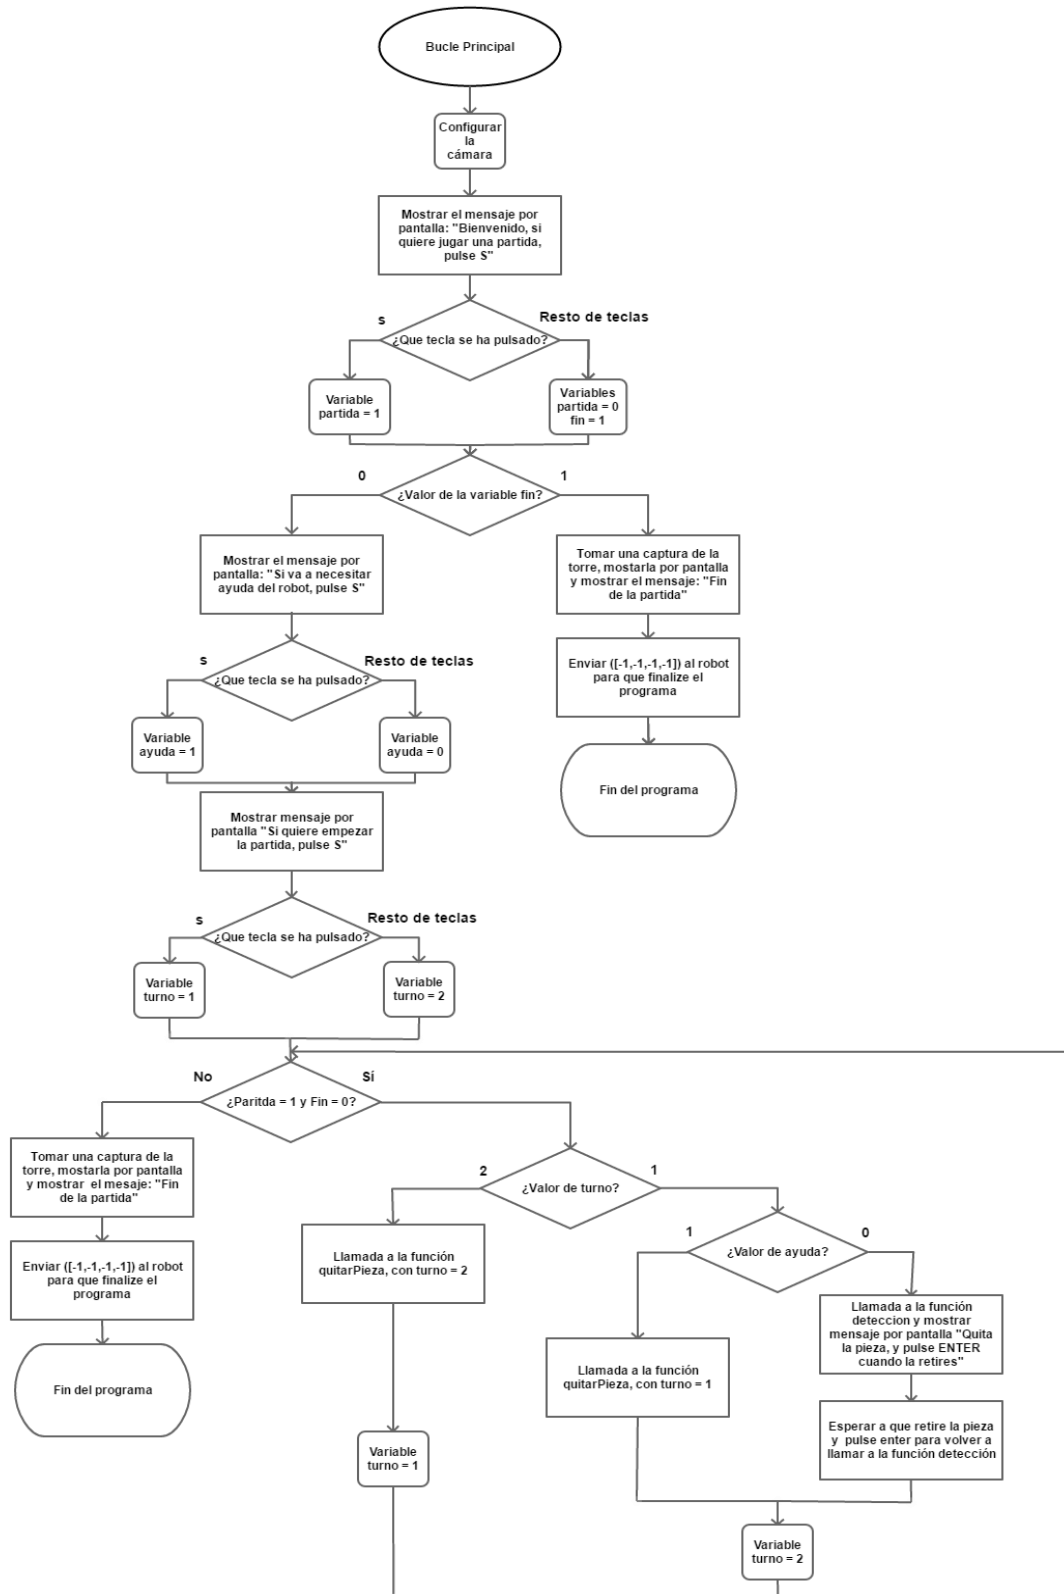 Bucle Principal
Configurar
la
cámara
Mostrar el mensaje por
pantalla: "Bienvenido, si
quiere jugar una partida,
pulse S"
s
Resto de teclas
¿Que tecla se ha pulsado?
Variable
partida = 1
Variables
partida = 0
fin = 1
0
1
¿Valor de la variable fin?
Mostrar el mensaje por
pantalla: "Si va a necesitar
ayuda del robot, pulse S"
Tomar una captura de la
torre, mostarla por pantalla
y mostrar el mensaje: "Fin
de la partida"
s
Resto de teclas
¿Que tecla se ha pulsado?
Enviar ([-1,-1,-1,-1]) al robot
para que finalize el
programa
Variable
ayuda = 1
Variable
ayuda = 0
Fin del programa
Mostrar mensaje por
pantalla "Si quiere empezar
la partida, pulse S"
s
Resto de teclas
¿Que tecla se ha pulsado?
Variable
turno = 1
Variable
turno = 2
No
Sí
¿Paritda = 1 y Fin = 0?
Tomar una captura de la
torre, mostarla por pantalla
y mostrar el mesaje: "Fin
de la partida"
2
1
¿Valor de turno?
Enviar ([-1,-1,-1,-1]) al robot
para que finalize el
programa
Llamada a la función
quitarPieza, con turno = 2
1
0
¿Valor de ayuda?
Fin del programa
Llamada a la función
quitarPieza, con turno = 1
Llamada a la función
deteccion y mostrar
mensaje por pantalla "Quita
la pieza, y pulse ENTER
cuando la retires"
Variable
turno = 1
Esperar a que retire la pieza
y pulse enter para volver a
llamar a la función detección
Variable
turno = 2